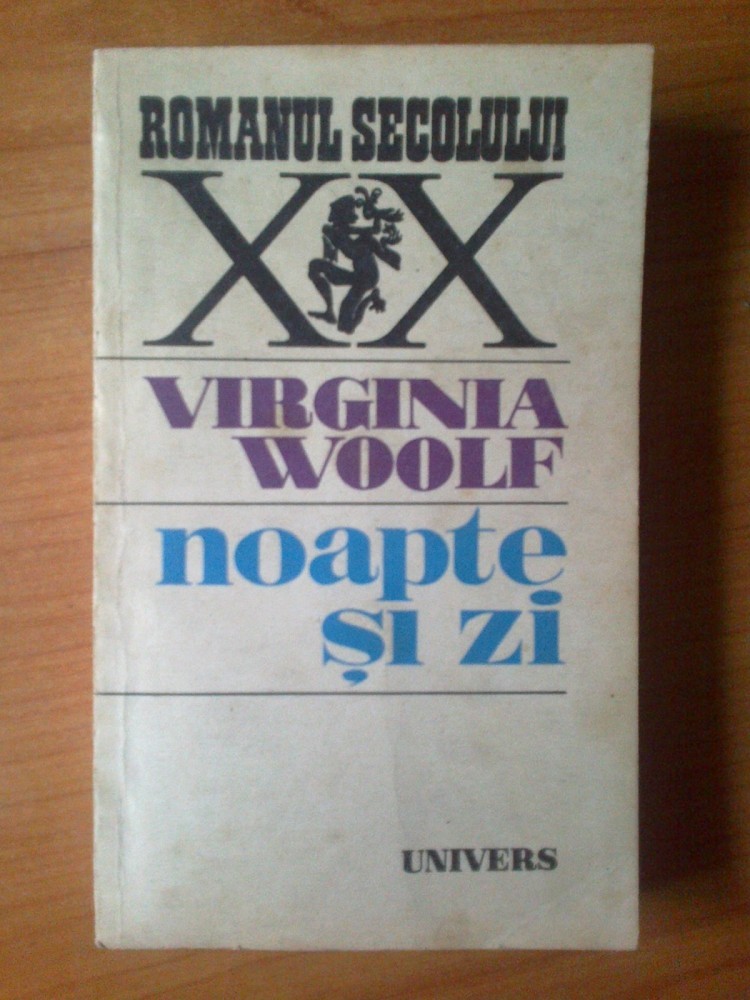 ROMANUL SECOLULUI
XX
VIRGINIA
WOOLF
noapte
și zi
UNIVERS